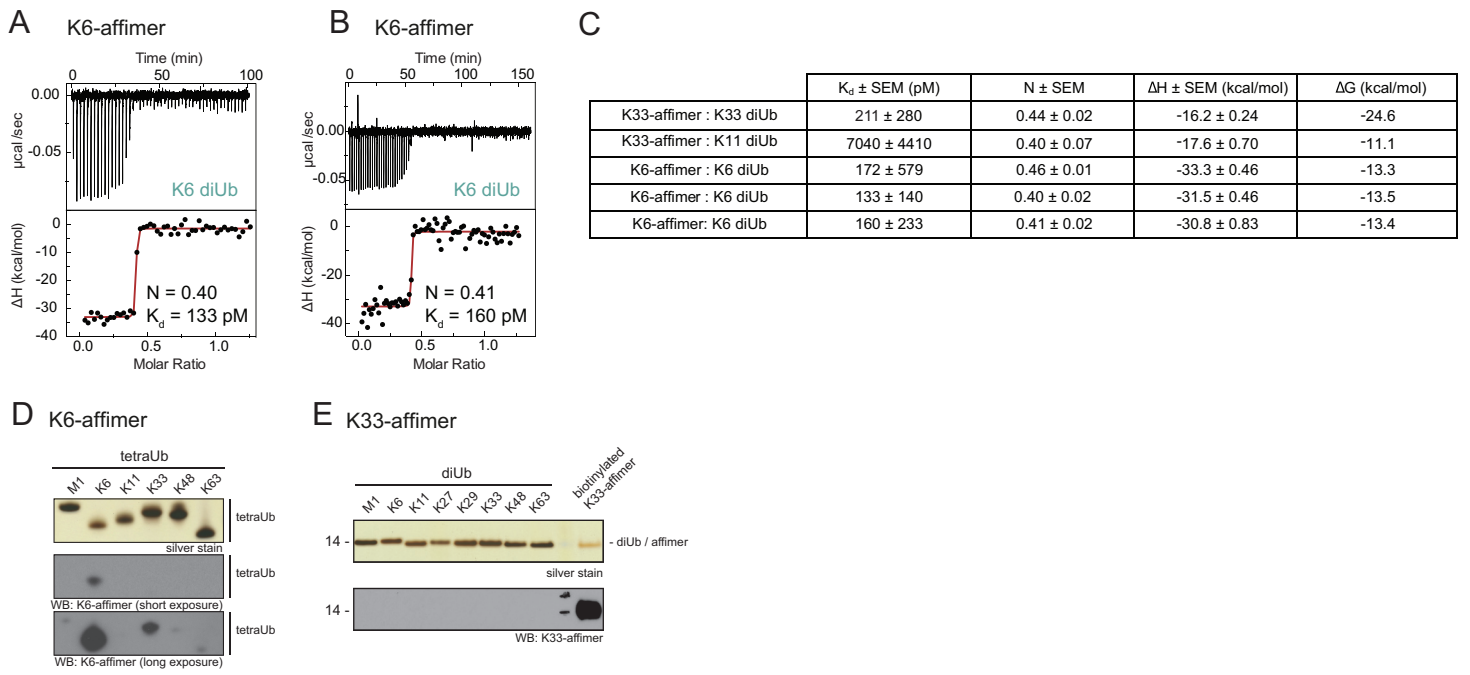 A K6-affimer
Time (min)
0 50 100
0.00
-0.05
µcal/sec
K6 diUb
0
-10
-20
-30
-40
ΔH (kcal/mol)
N = 0.40
Kd = 133 pM
0.0 0.5 1.0
Molar Ratio
B K6-affimer
Time (min)
0 50 100 150
0.00
-0.05
µcal/sec
K6 diUb
0
-20
-40
ΔH (kcal/mol)
N = 0.41
Kd = 160 pM
0.0 0.5 1.0
Molar Ratio
C
Kd ± SEM (pM) N ± SEM ΔH ± SEM (kcal/mol) ΔG (kcal/mol)
K33-affimer : K33 diUb 211 ± 280 0.44 ± 0.02 -16.2 ± 0.24 -24.6
K33-affimer : K11 diUb 7040 ± 4410 0.40 ± 0.07 -17.6 ± 0.70 -11.1
K6-affimer : K6 diUb 172 ± 579 0.46 ± 0.01 -33.3 ± 0.46 -13.3
K6-affimer : K6 diUb 133 ± 140 0.40 ± 0.02 -31.5 ± 0.46 -13.5
K6-affimer: K6 diUb 160 ± 233 0.41 ± 0.02 -30.8 ± 0.83 -13.4
D K6-affimer
tetraUb
M1 K6 K11 K33 K48 K63
tetraUb
silver stain
tetraUb
WB: K6-affimer (short exposure)
tetraUb
WB: K6-affimer (long exposure)
E K33-affimer
diUb
M1 K6 K11 K27 K29 K33 K48 K63
biotinylated
K33-affimer
14 -
- diUb / affimer
silver stain
14 -
WB: K33-affimer